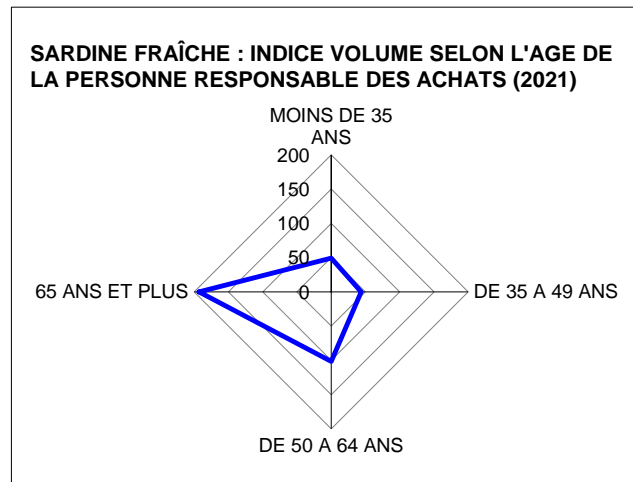 SARDINE FRAÎCHE : INDICE VOLUME SELON L'AGE DE
LA PERSONNE RESPONSABLE DES ACHATS (2021)
MOINS DE 35
ANS
200
150
100
50
0
65 ANS ET PLUS
DE 35 A 49 ANS
DE 50 A 64 ANS